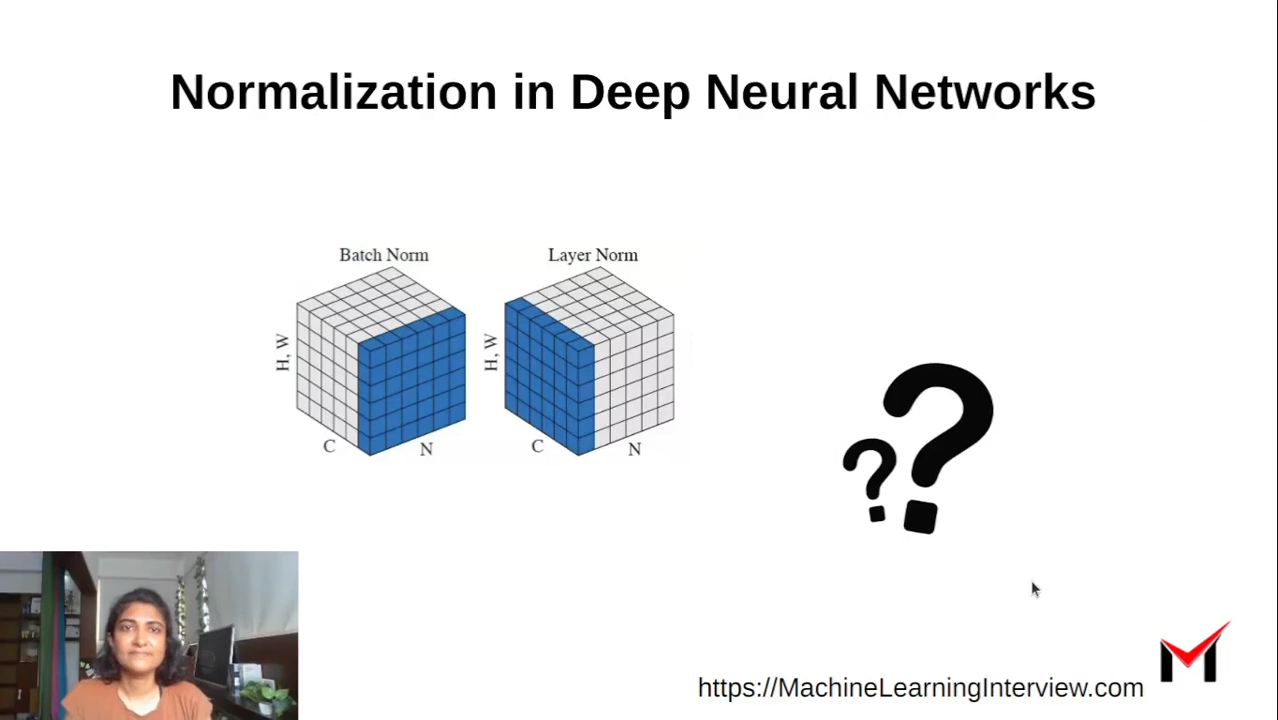 Normalization in Deep Neural Networks
Batch Norm
Layer Norm
H, W
C
N
H, W
C
N
??
https://MachineLearningInterview.com